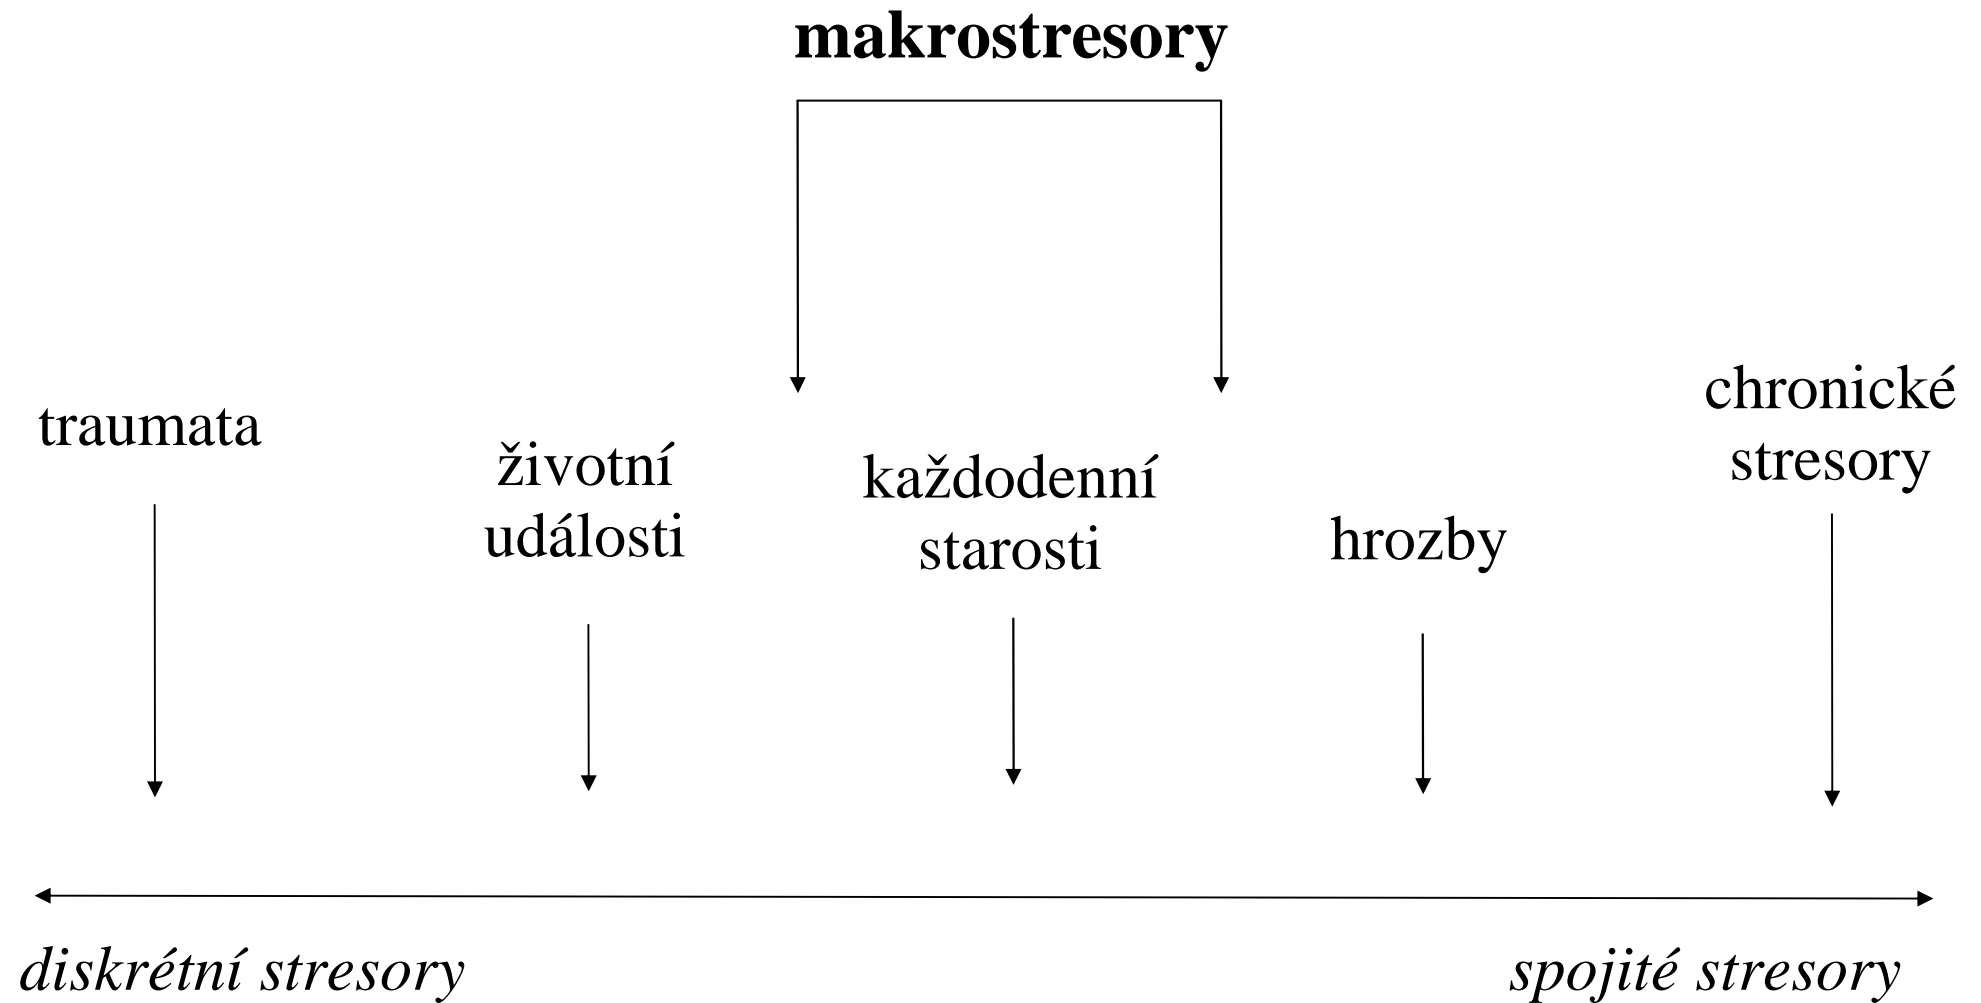 makrostresory
traumata
životní
události
každodenní
starosti
hrozby
chronické
stresory
diskrétní stresory
spojité stresory